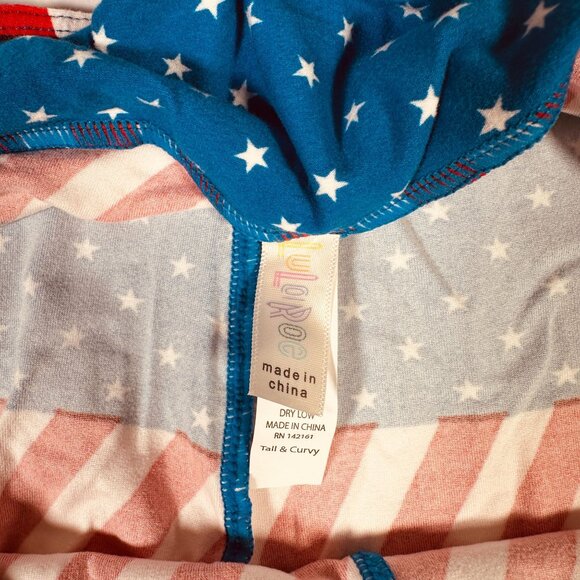 LuLaRoe
made in
china
DRY LOW
MADE IN CHINA
RN 142161
Tall & Curvy